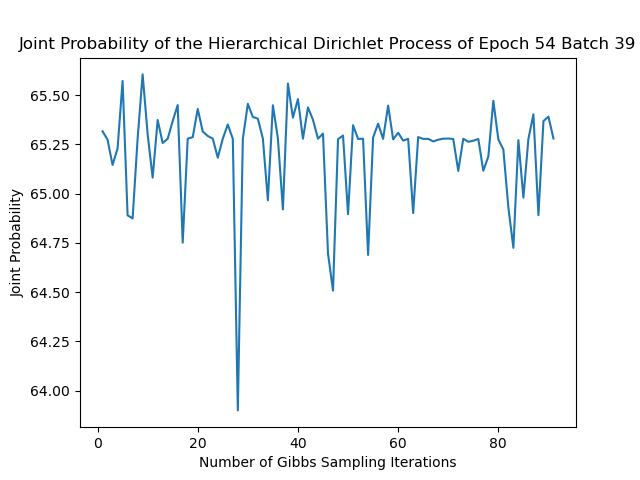 Joint Probability of the Hierarchical Dirichlet Process of Epoch 54 Batch 39
Joint Probability
65.50
65.25
65.00
64.75
64.50
64.25
64.00
0 20 40 60 80
Number of Gibbs Sampling Iterations